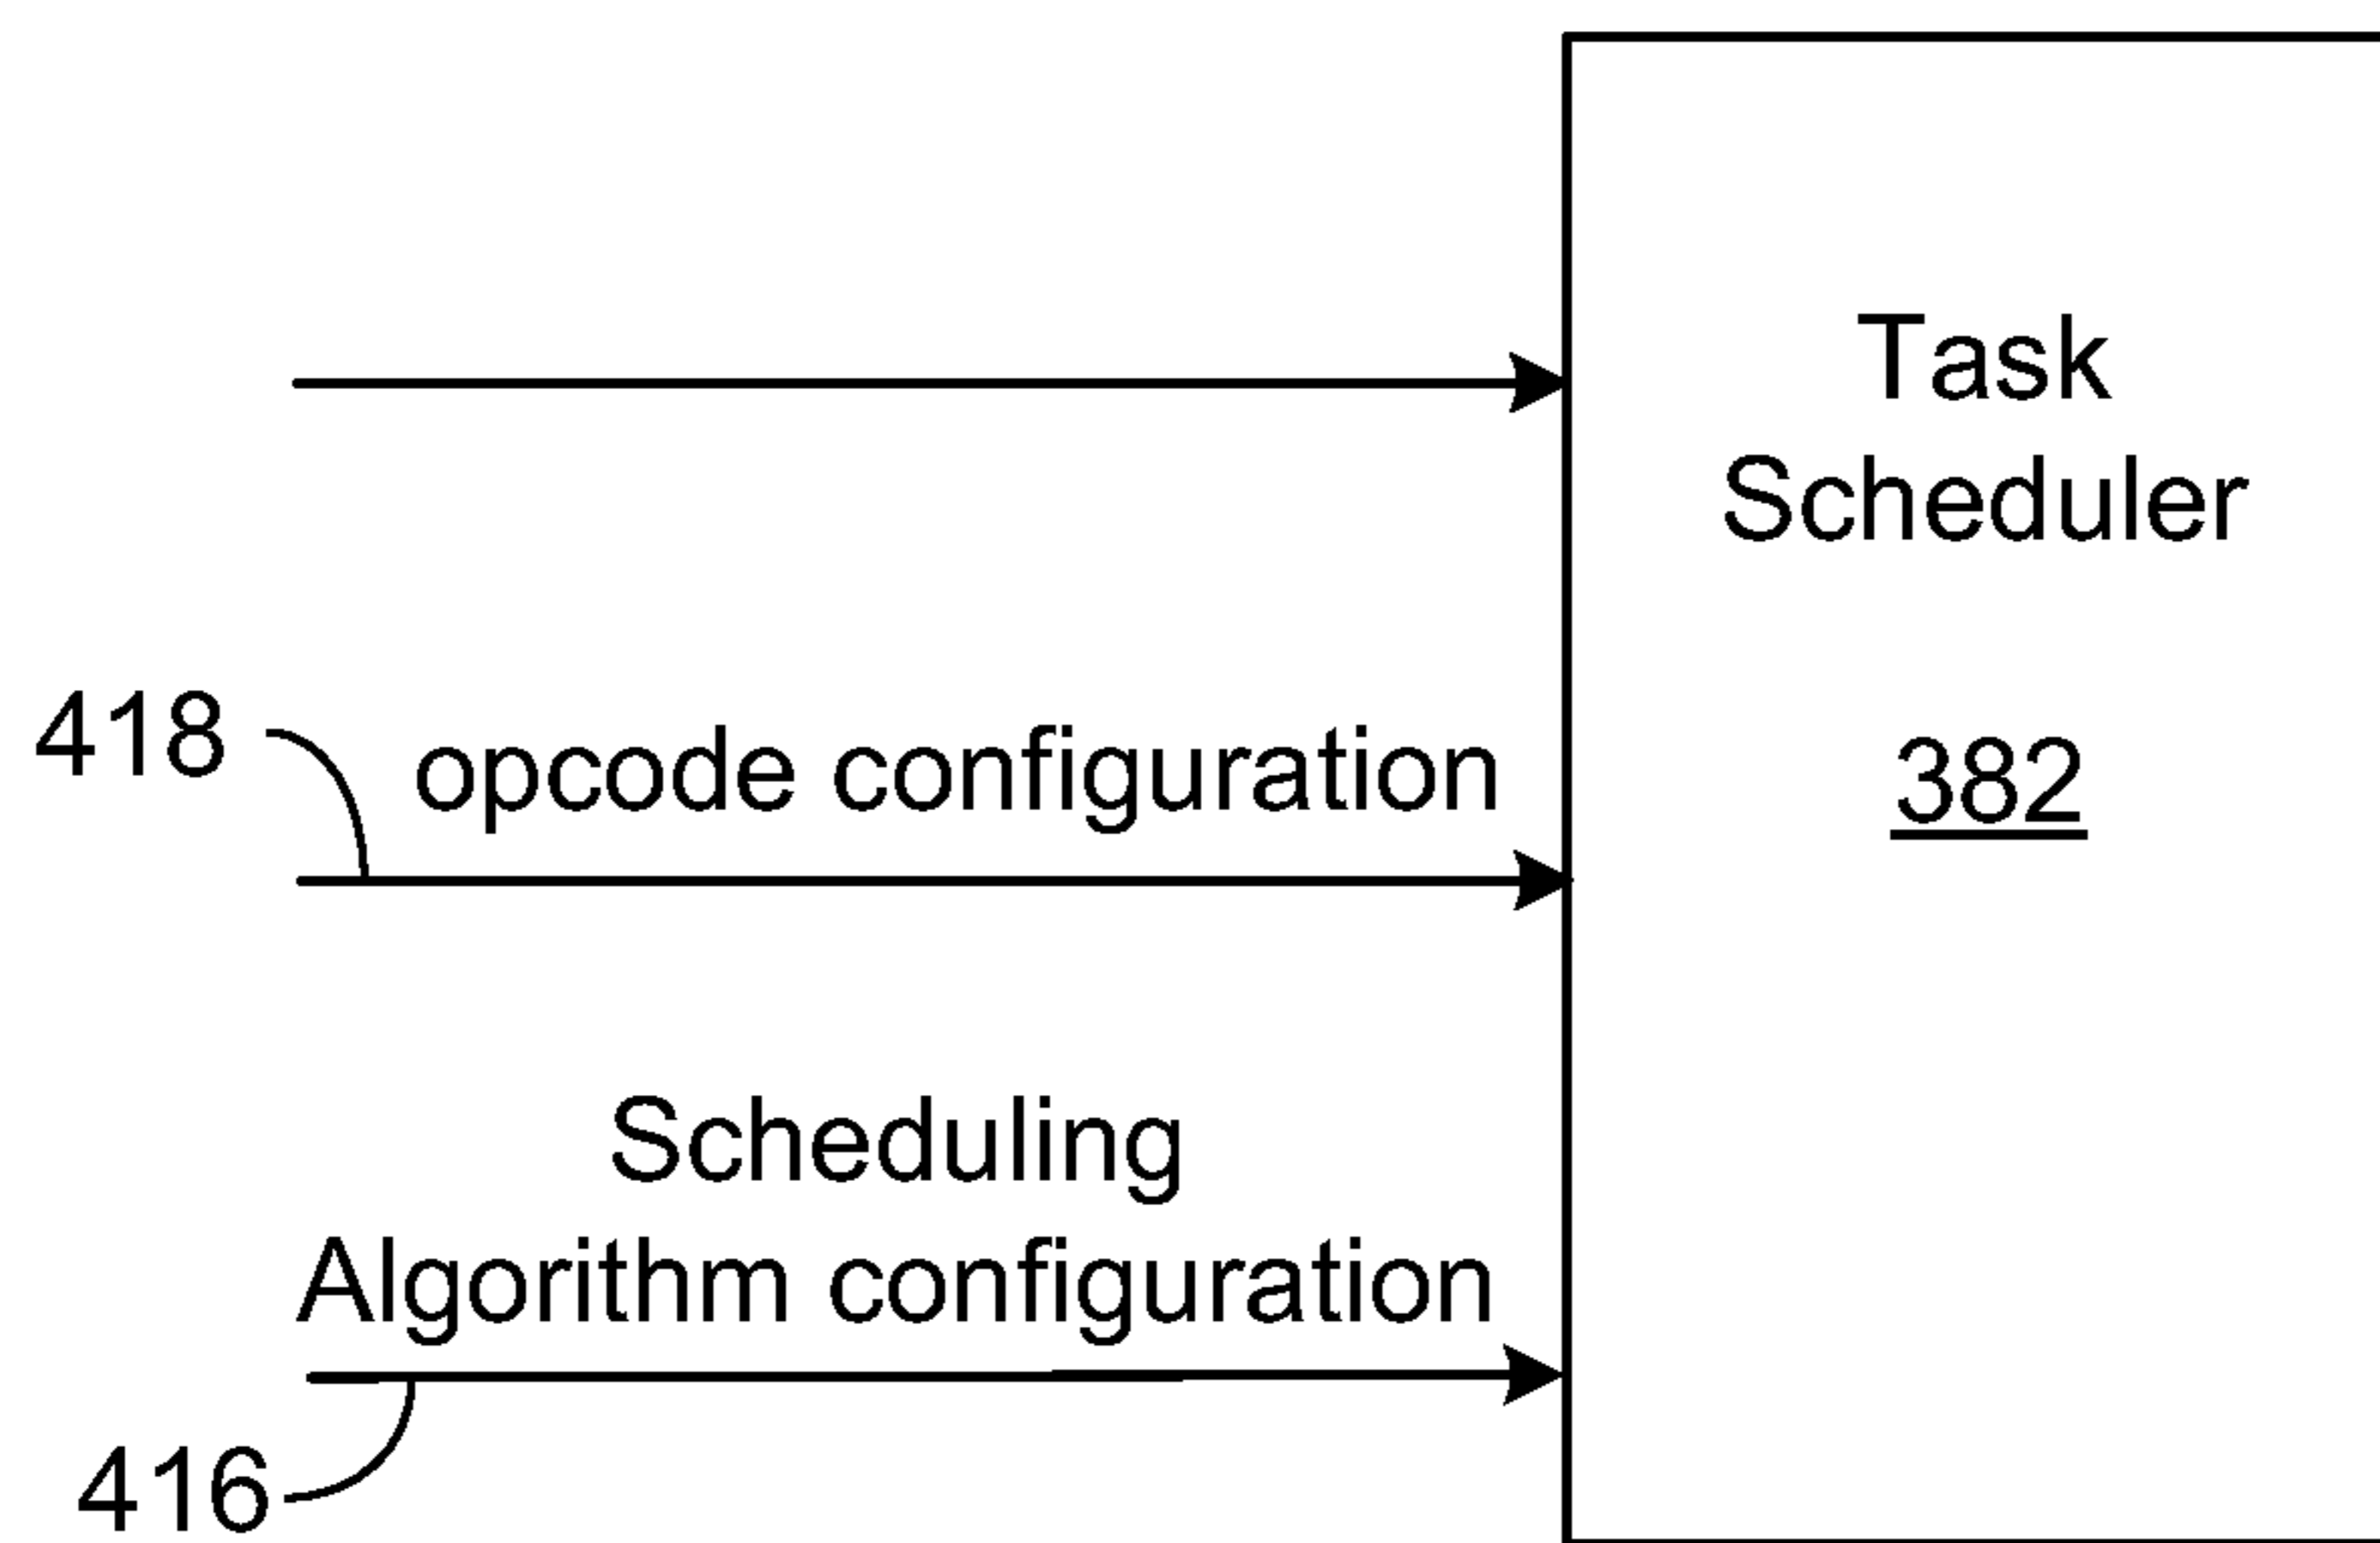 Task
Scheduler
382
418
opcode configuration
Scheduling
Algorithm configuration
416